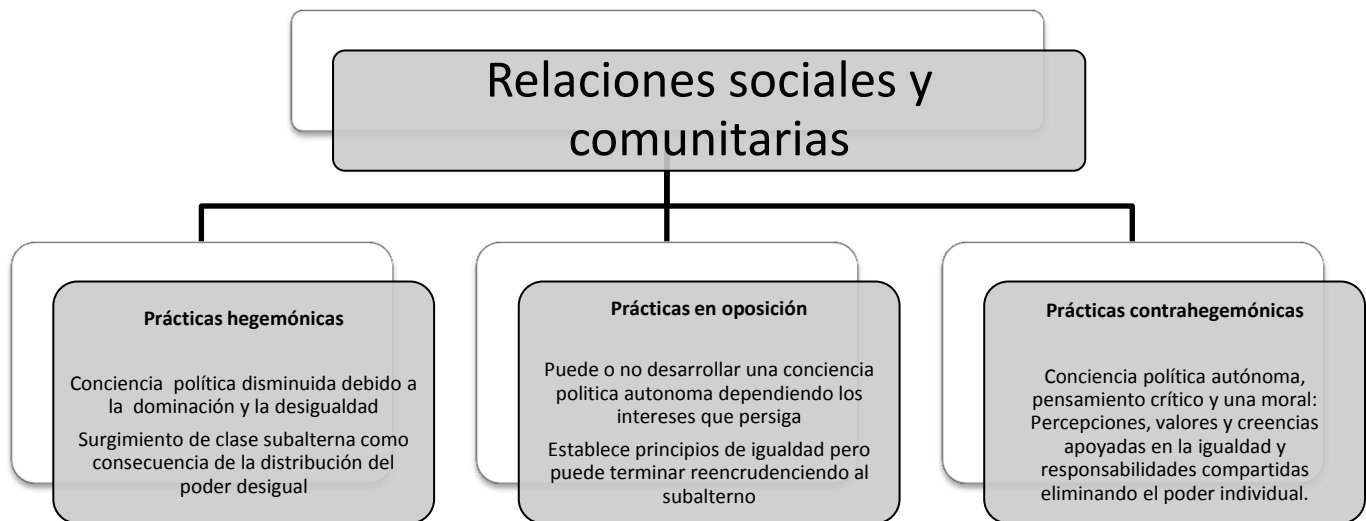 Relaciones sociales y
comunitarias
Prácticas hegemónicas
Conciencia política disminuida debido a
la dominación y la desigualdad
Surgimiento de clase subalterna como
consecuencia de la distribución del
poder desigual
Prácticas en oposición
Puede o no desarrollar una conciencia
politica autonoma dependiendo los
intereses que persiga
Establece principios de igualdad pero
puede terminar reencrudenciendo al
subalterno
Prácticas contrahegemónicas
Conciencia política autónoma,
pensamiento crítico y una moral:
Percepciones, valores y creencias
apoyadas en la igualdad y
responsabilidades compartidas
eliminando el poder individual.